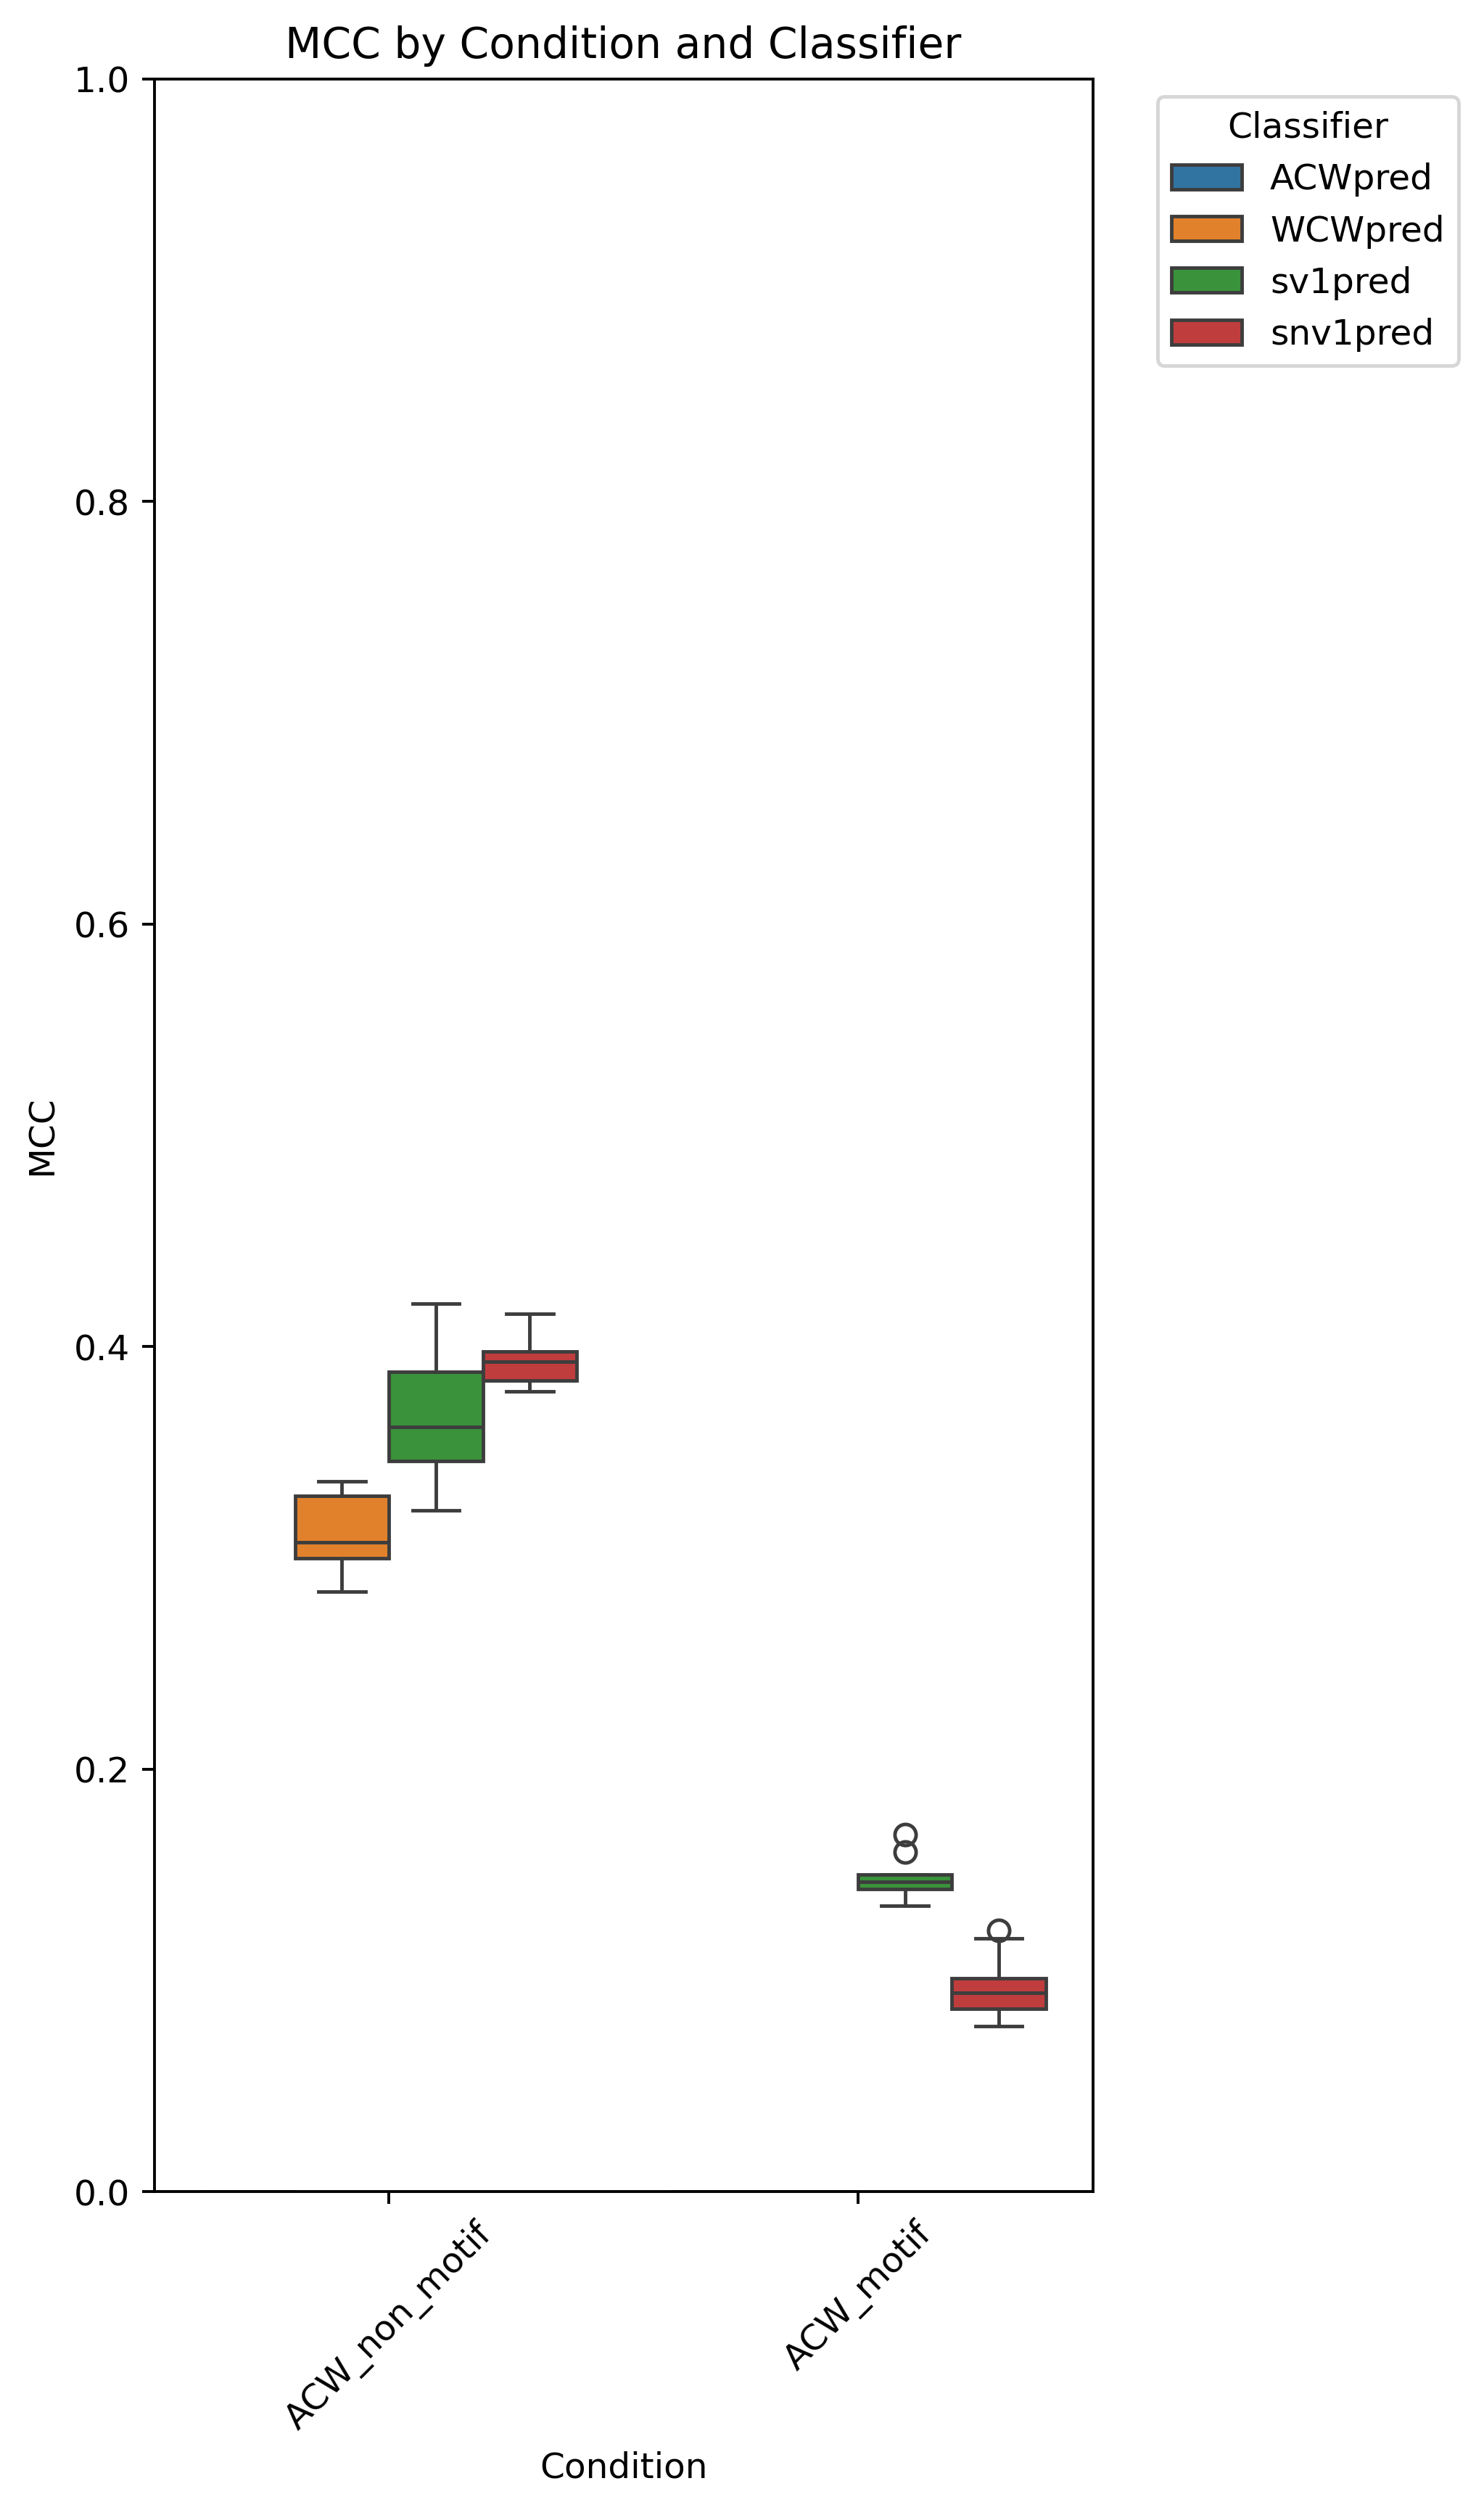 MCC by Condition and Classifier
1.0
0.8
0.6
0.4
0.2
0.0
MCC
ACW_non_motif
ACW_motif
Condition
Classifier
ACWpred
WCWpred
sv1pred
snv1pred